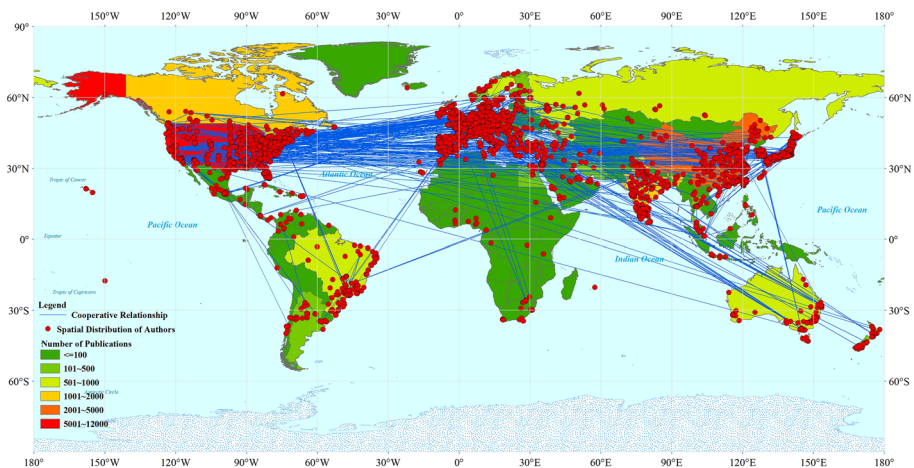 150°W 120°W 90°W 60°W 30°W 0° 30°E 60°E 90°E 120°E 150°E 180°
90°
60°N 60°N
30°N 30°N
Tropic of Cancer
Atlantic Ocean
Pacific Ocean
Pacific Ocean
Equator
0° 0°
Indian Ocean
Tropic of Capricorn
30°S 30°S
60°S 60°S
Legend
Cooperative Relationship
Spatial Distribution of Authors
Number of Publications
<=100
101~500
501~1000
1001~2000
2001~5000
5001~12000
Circle
180° 150°W 120°W 90°W 60°W 30°W 0° 30°E 60°E 90°E 120°E 150°E 180°